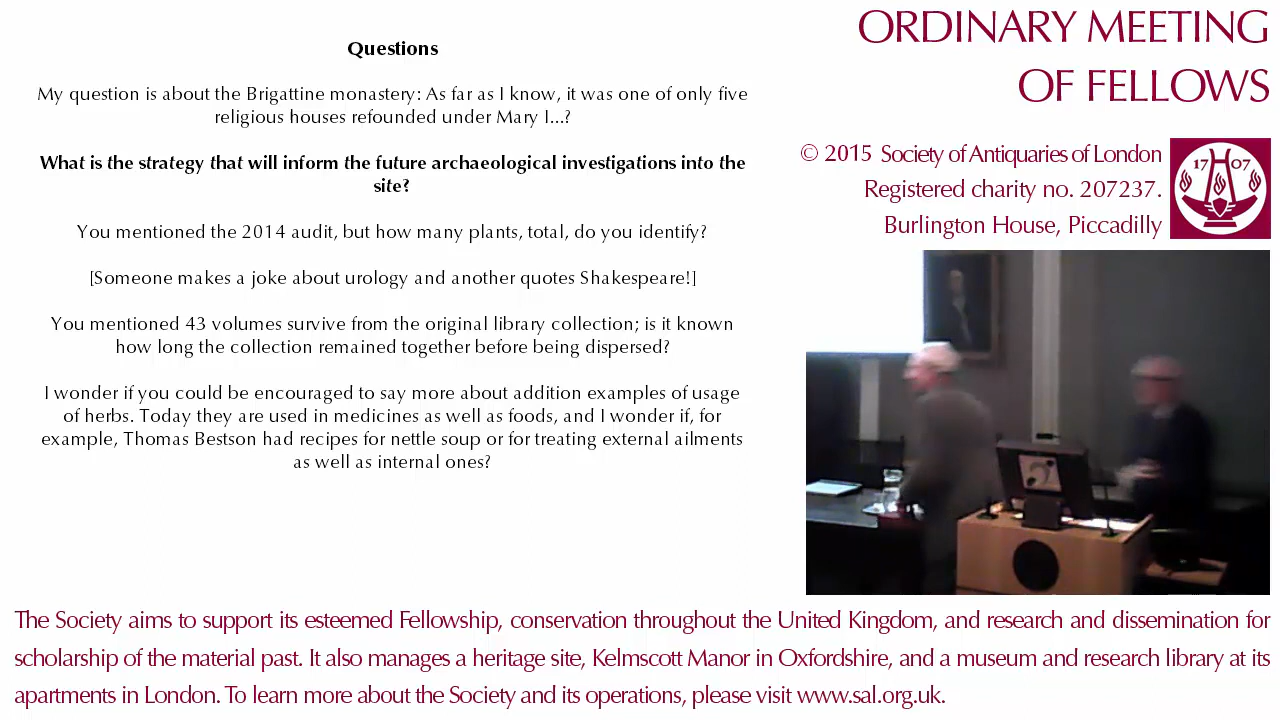 Questions
My question is about the Brigattine monastery: As far as I know, it was one of only five
religious houses refounded under Mary I...?
What is the strategy that will inform the future archaeological investigations into the
site?
You mentioned the 2014 audit, but how many plants, total, do you identify?
[Someone makes a joke about urology and another quotes Shakespeare!]
You mentioned 43 volumes survive from the original library collection; is it known
how long the collection remained together before being dispersed?
I wonder if you could be encouraged to say more about addition examples of usage
of herbs. Today they are used in medicines as well as foods, and I wonder if, for
example, Thomas Bestson had recipes for nettle soup or for treating external ailments
as well as internal ones?
ORDINARY MEETING
OF FELLOWS
© 2015 Society of Antiquaries of London
Registered charity no. 207237.
Burlington House, Piccadilly
17 07
The Society aims to support its esteemed Fellowship, conservation throughout the United Kingdom, and research and dissemination for
scholarship of the material past. It also manages a heritage site, Kelmscott Manor in Oxfordshire, and a museum and research library at its
apartments in London. To learn more about the Society and its operations, please visit www.sal.org.uk.